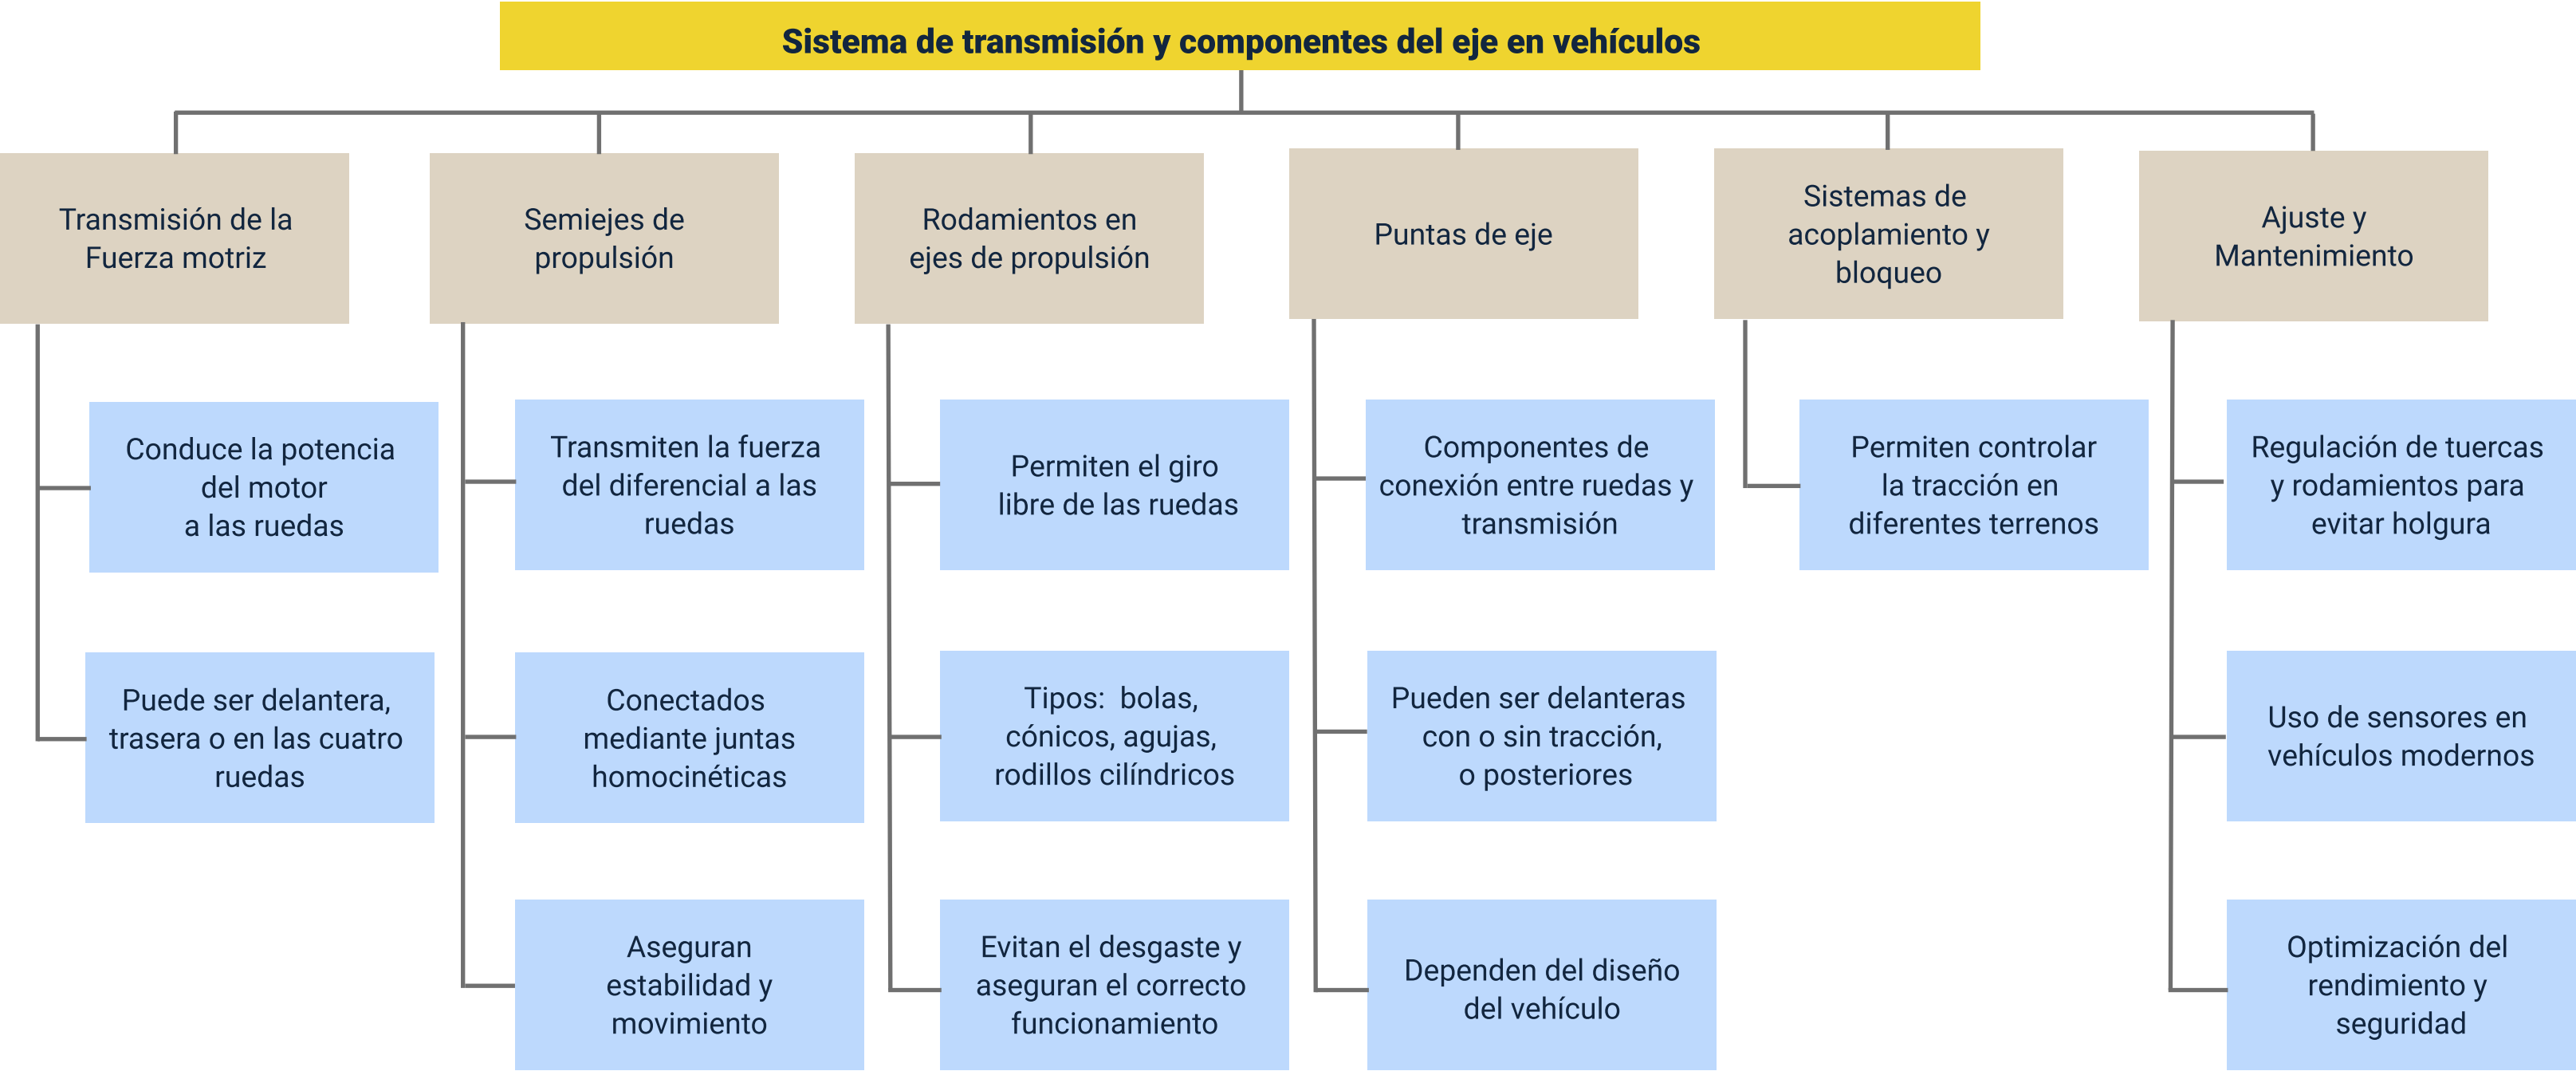 Sistema de transmisión y componentes del eje en vehículos
Transmisión de la
Fuerza motriz
Conduce la potencia
del motor
a las ruedas
Puede ser delantera,
trasera o en las cuatro
ruedas
Semiejes de
propulsión
Transmiten la fuerza
del diferencial a las
ruedas
Conectados
mediante juntas
homocinéticas
Aseguran
estabilidad y
movimiento
Rodamientos en
ejes de propulsión
Permiten el giro
libre de las ruedas
Tipos:  bolas,
cónicos, agujas,
rodillos cilíndricos
Evitan el desgaste y
aseguran el correcto
funcionamiento
Puntas de eje
Componentes de
conexión entre ruedas y
transmisión
Pueden ser delanteras
con o sin tracción,
o posteriores
Dependen del diseño
del vehículo
Sistemas de
acoplamiento y
bloqueo
Permiten controlar
la tracción en
diferentes terrenos
Ajuste y
Mantenimiento
Regulación de tuercas
y rodamientos para
evitar holgura
Uso de sensores en
vehículos modernos
Optimización del
rendimiento y
seguridad